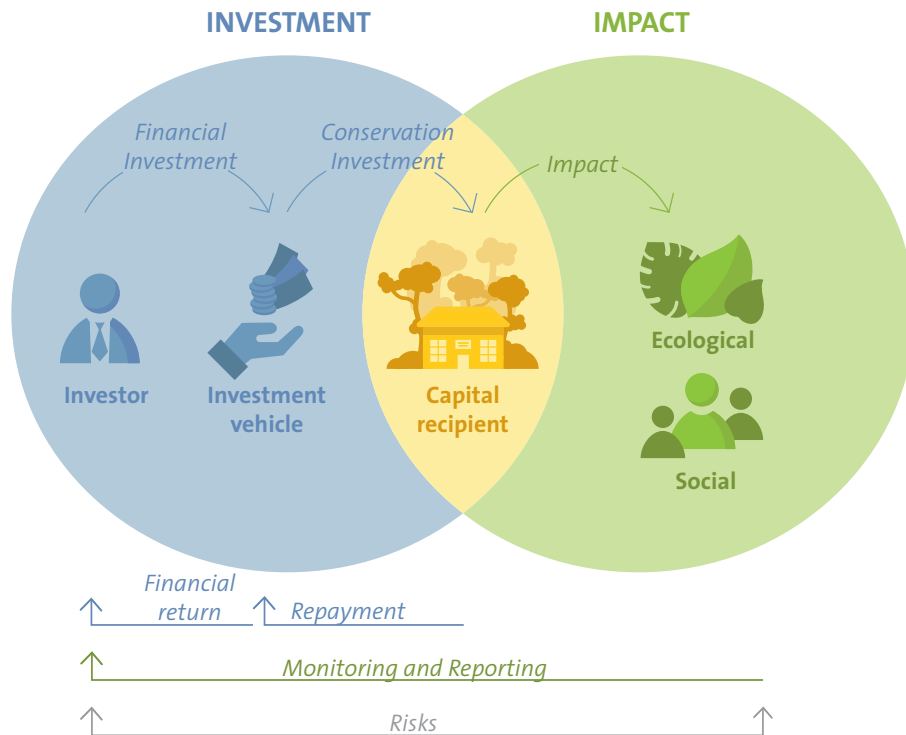 INVESTMENT
IMPACT
Financial
Investment
Conservation
Investment
Impact
Investor
Investment
vehicle
Capital
recipient
Ecological
Social
Financial
return
Repayment
Monitoring and Reporting
Risks